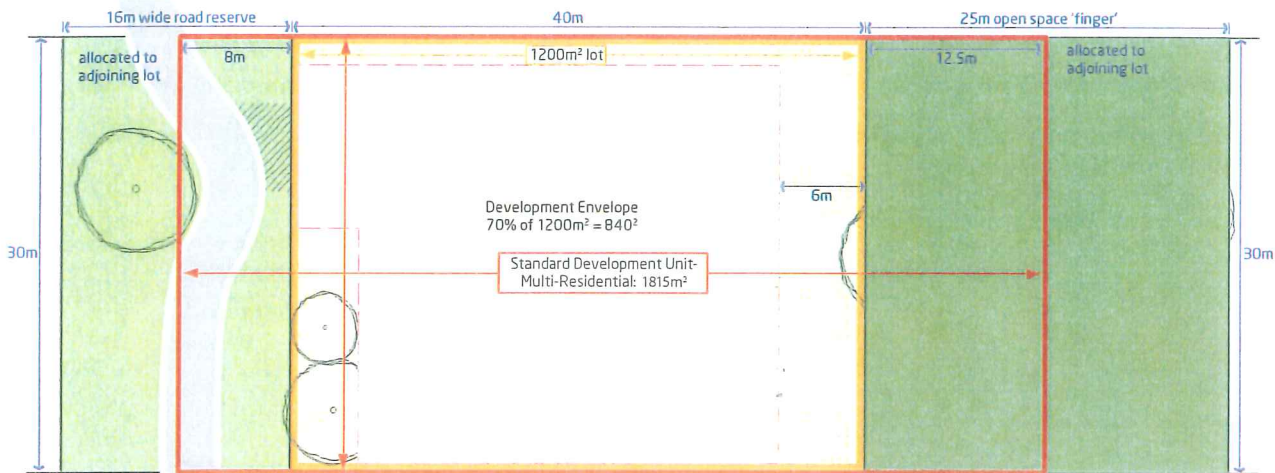 16m wide road reserve
40m
25m open space 'finger'
allocated to
adjoining lot
8m
1200m² lot
12.5m
allocated to
adjoining lot
6m
Development Envelope
70% of 1200m² = 840²
30m
Standard Development Unit-
Multi-Residential: 1815m²
30m